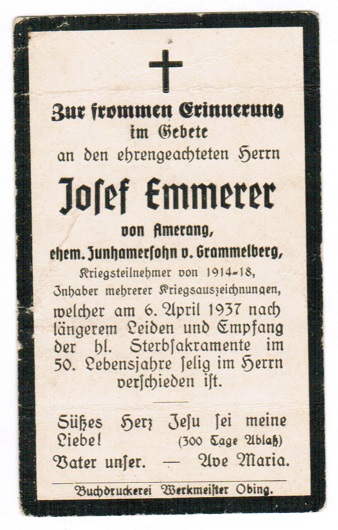 Zur frommen Erinnerung
im Gebete
an den ehrengeachteten Herrn
Josef Emmerer
von Amerang,
ehem. Junhamersohn v. Grammelberg,
Kriegsteilnehmer von 1914-18,
Inhaber mehrerer Kriegsauszeichnungen,
welcher am 6. April 1937 nach
längerem Leiden und Empfang
der hl. Sterbsakramente im
50. Lebensjahre selig im Herrn
verschieden ist.
Süßes Herz Jesu sei meine
Liebe! (300 Tage Ablaß)
Vater unser. — Ave Maria.
Buchdruckerei Werkmeister Obing.